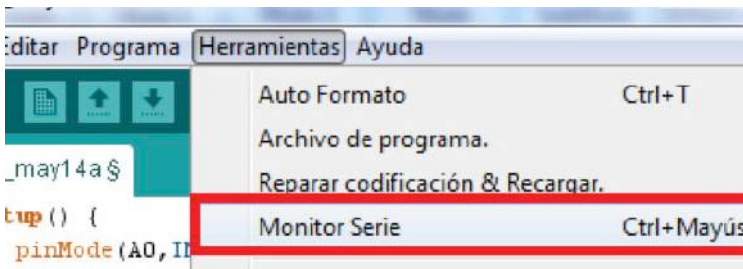 Editar Programa Herramientas Ayuda
Auto Formato Ctrl+T
Archivo de programa.
_may14a §
Reparar codificación & Recargar.
tup() {
Monitor Serie Ctrl+Mayús
pinMode(A0,IN